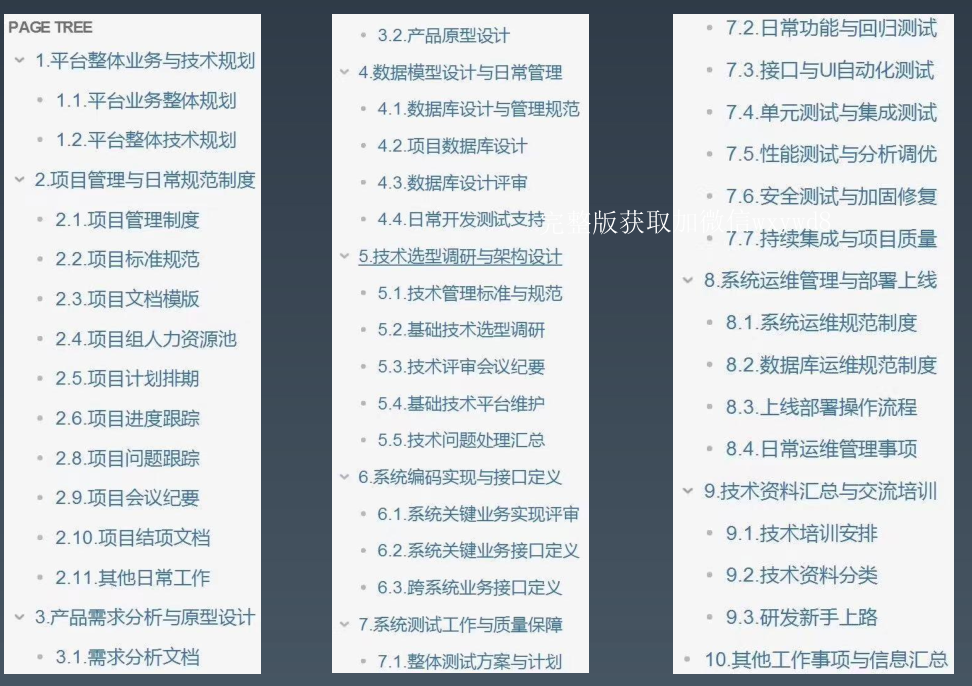 PAGE TREE
1.平台整体业务与技术规划
1.1.平台业务整体规划
1.2.平台整体技术规划
2.项目管理与日常规范制度
2.1.项目管理制度
2.2.项目标准规范
2.3.项目文档模版
2.4.项目组人力资源池
2.5.项目计划排期
2.6.项目进度跟踪
2.8.项目问题跟踪
2.9.项目会议纪要
2.10.项目结项文档
2.11.其他日常工作
3.产品需求分析与原型设计
3.1.需求分析文档
3.2.产品原型设计
4.数据模型设计与日常管理
4.1.数据库设计与管理规范
4.2.项目数据库设计
4.3.数据库设计评审
4.4.日常开发测试支持
5.技术选型调研与架构设计
5.1.技术管理标准与规范
5.2.基础技术选型调研
5.3.技术评审会议纪要
5.4.基础技术平台维护
5.5.技术问题处理汇总
6.系统编码实现与接口定义
6.1.系统关键业务实现评审
6.2.系统关键业务接口定义
6.3.跨系统业务接口定义
7.系统测试工作与质量保障
7.1.整体测试方案与计划
7.2.日常功能与回归测试
7.3.接口与UI自动化测试
7.4.单元测试与集成测试
7.5.性能测试与分析调优
7.6.安全测试与加固修复
7.7.持续集成与项目质量
8.系统运维管理与部署上线
8.1.系统运维规范制度
8.2.数据库运维规范制度
8.3.上线部署操作流程
8.4.日常运维管理事项
9.技术资料汇总与交流培训
9.1.技术培训安排
9.2.技术资料分类
9.3.研发新手上路
10.其他工作事项与信息汇总
完整版获取加微信